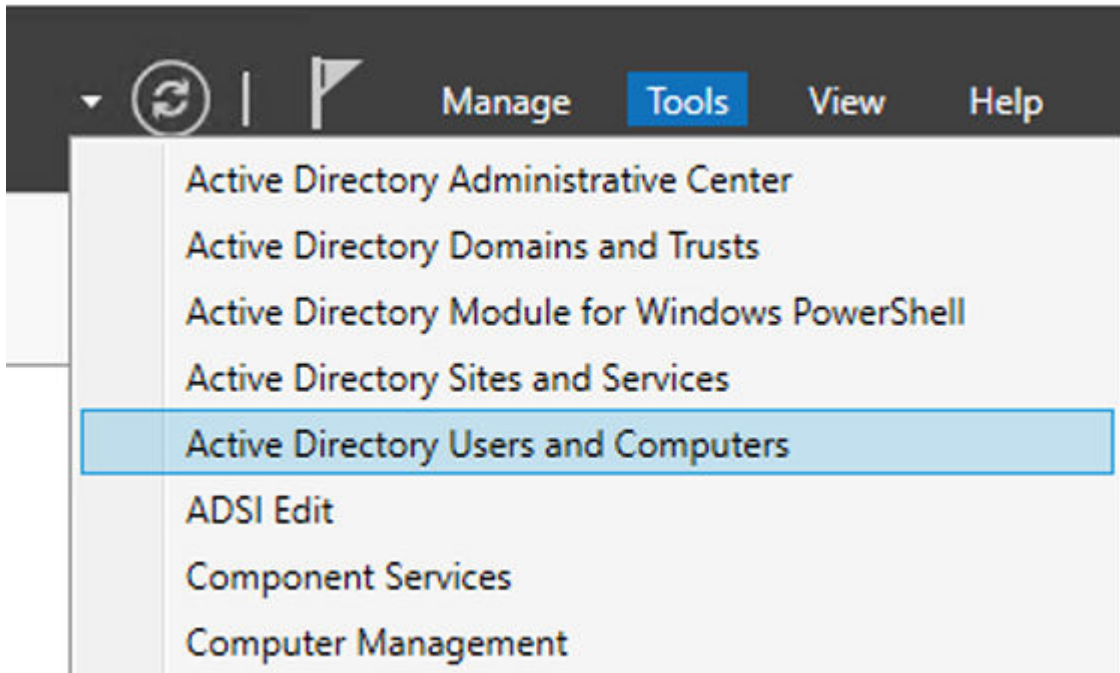 Manage Tools View Help
Active Directory Administrative Center
Active Directory Domains and Trusts
Active Directory Module for Windows PowerShell
Active Directory Sites and Services
Active Directory Users and Computers
ADSI Edit
Component Services
Computer Management